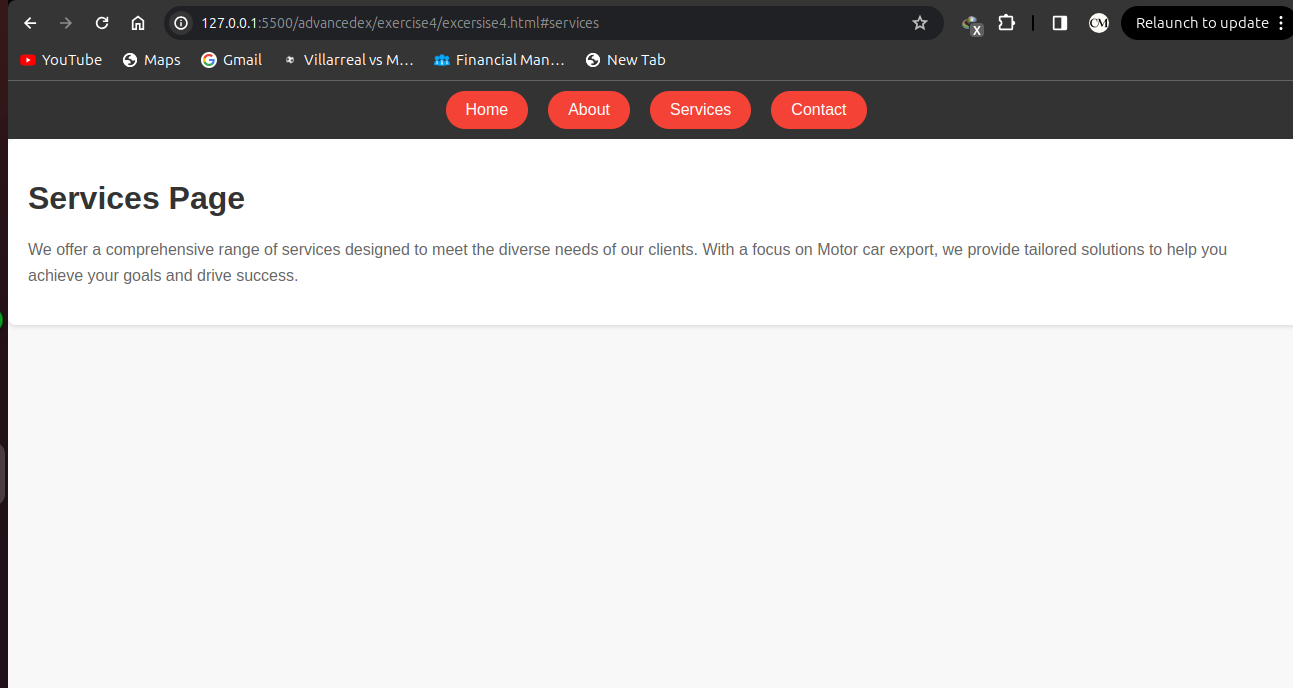 127.0.0.1:5500/advancedex/exercise4/excersise4.html#services
X
CM
Relaunch to update
YouTube Maps Gmail Villarreal vs M... Financial Man... New Tab
Home About Services Contact
Services Page
We offer a comprehensive range of services designed to meet the diverse needs of our clients. With a focus on Motor car export, we provide tailored solutions to help you
achieve your goals and drive success.